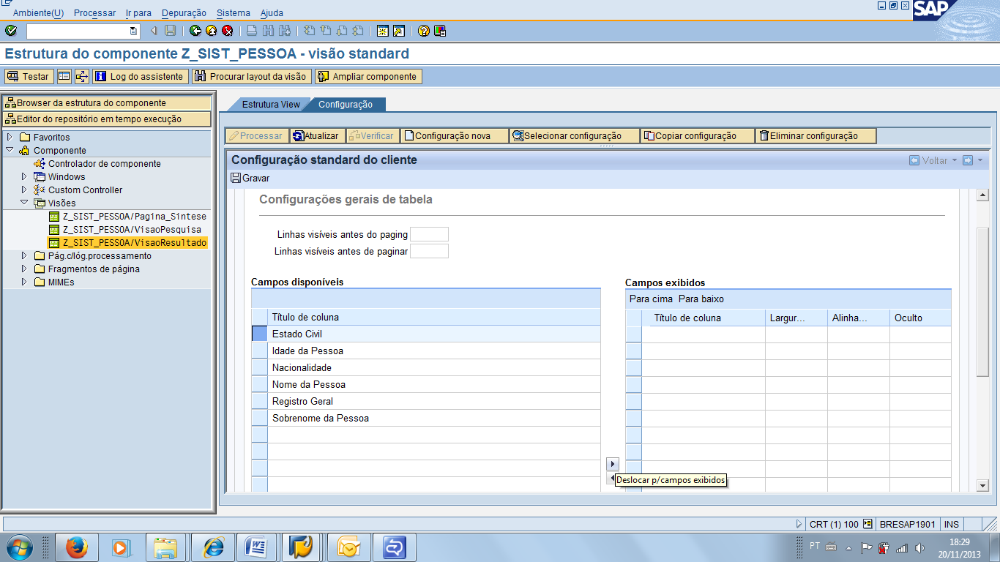 Ambiente(U) Processar Ir para Depuração Sistema Ajuda
SAP
Estrutura do componente Z_SIST_PESSOA - visão standard
Testar Log do assistente Procurar layout da visão Ampliar componente
Browser da estrutura do componente
Editor do repositório em tempo execução
Favoritos
Componente
Controlador de componente
Windows
Custom Controller
Visões
Z_SIST_PESSOA/Pagina_Sintese
Z_SIST_PESSOA/VisaoPesquisa
Z_SIST_PESSOA/VisaoResultado
Pág.c/lóg.processamento
Fragmentos de página
MIMEs
Estrutura View Configuração
Processar Atualizar Verificar Configuração nova Selecionar configuração Copiar configuração Eliminar configuração
Configuração standard do cliente Voltar
Gravar
Configurações gerais de tabela
Linhas visíveis antes do paging
Linhas visíveis antes de paginar
Campos disponíveis
Título de coluna
Estado Civil
Idade da Pessoa
Nacionalidade
Nome da Pessoa
Registro Geral
Sobrenome da Pessoa
Campos exibidos
Para cima Para baixo
Título de coluna Largur... Alinha... Oculto
Deslocar p/campos exibidos
CRT (1) 100 BRESAP1901 INS
PT 18:29
20/11/2013